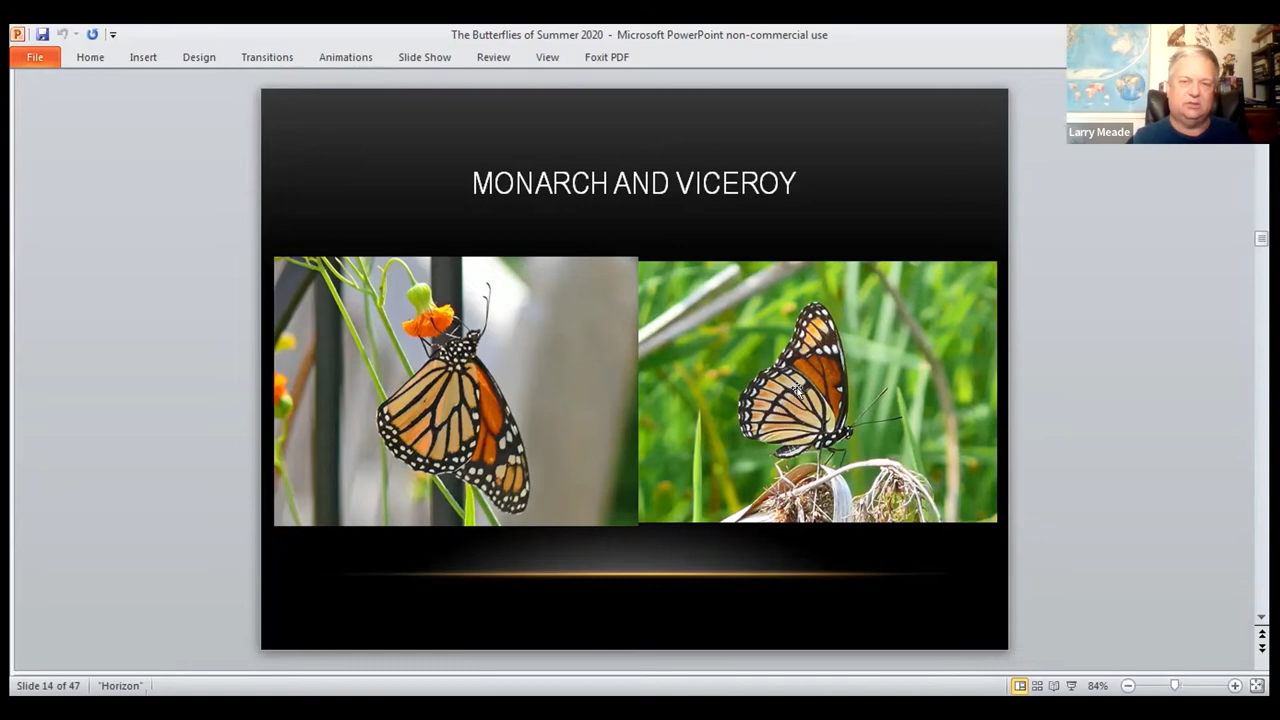 The Butterflies of Summer 2020 - Microsoft PowerPoint non-commercial use
File Home Insert Design Transitions Animations Slide Show Review View Foxit PDF
Larry Meade
MONARCH AND VICEROY
Slide 14 of 47 "Horizon" 84%